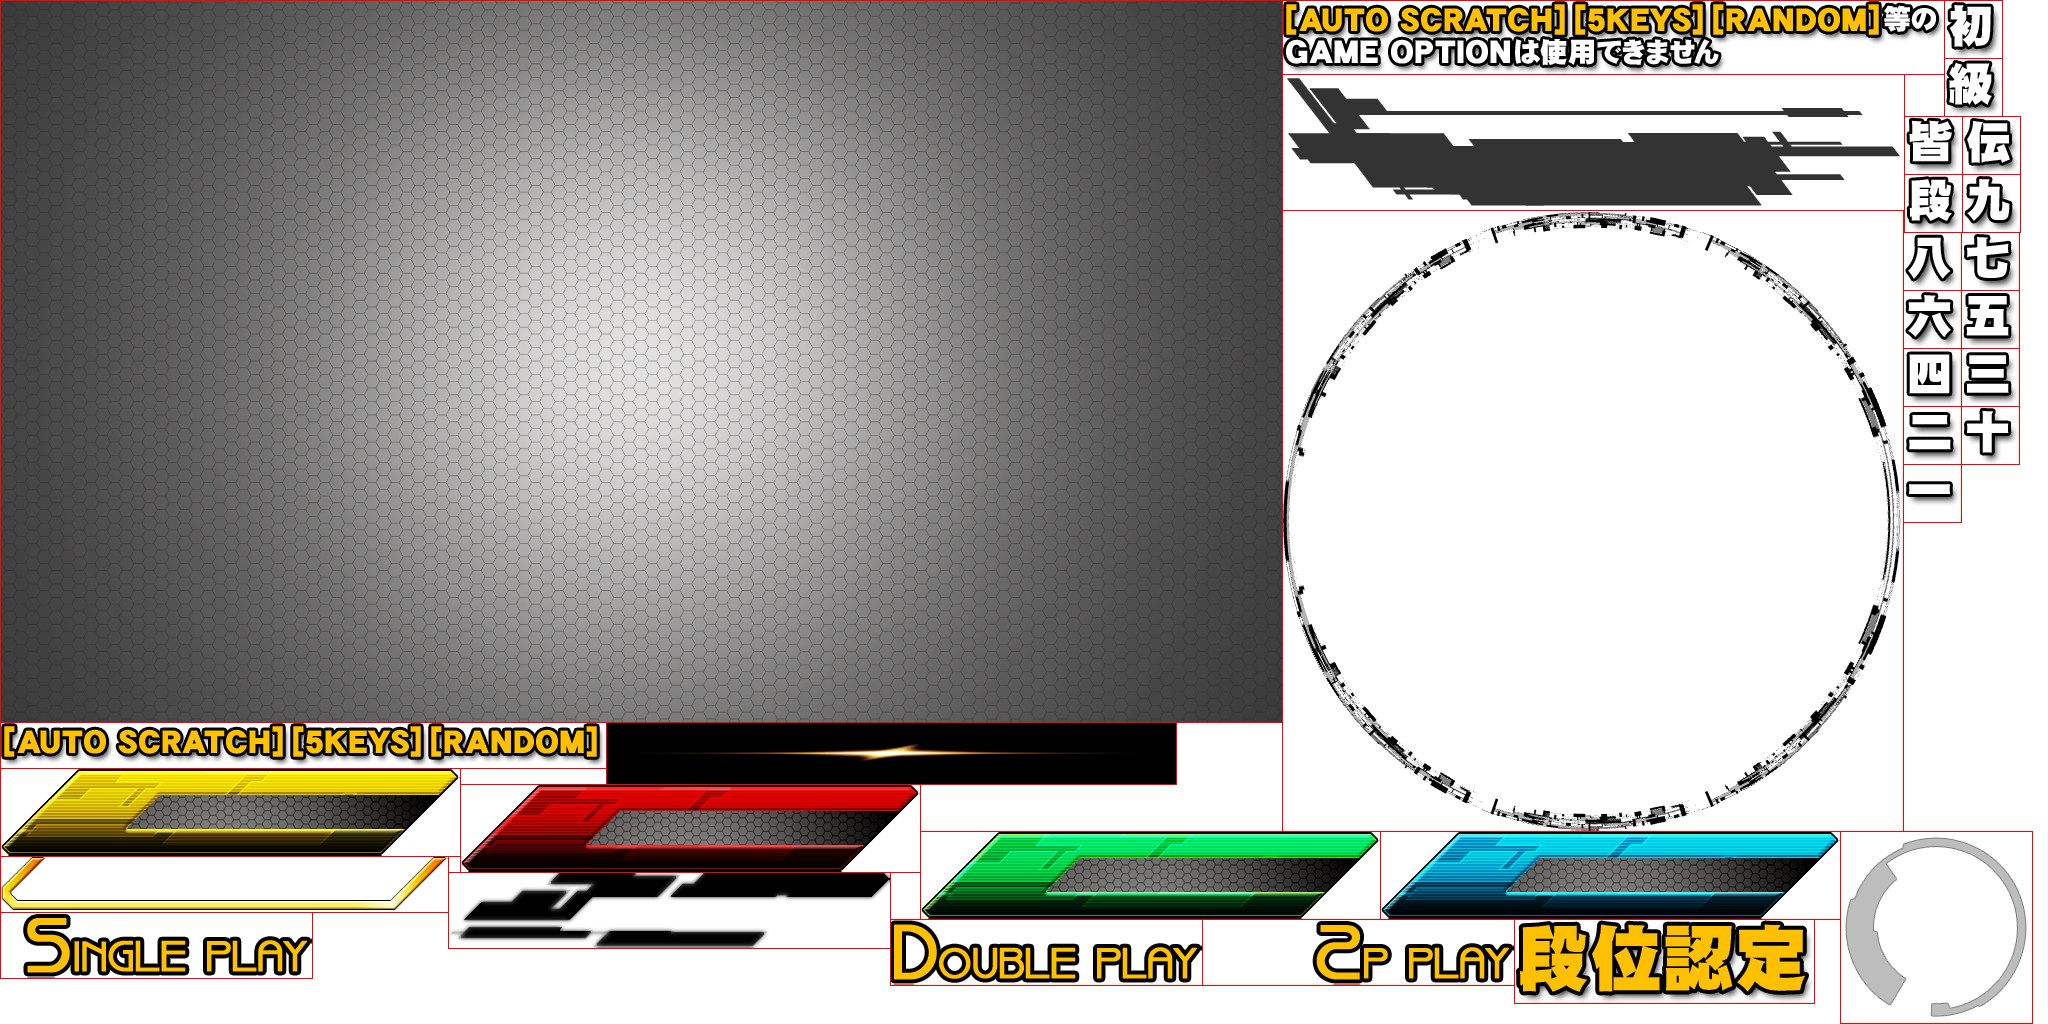 [AUTO SCRATCH][5KEYS][RANDOM]等の
GAME OPTIONは使用できません
初
級
皆 伝
段 九
八 七
六 五
四 三
二 十
一
[AUTO SCRATCH][5KEYS][RANDOM]
SINGLE PLAY
DOUBLE PLAY
2P PLAY
段位認定